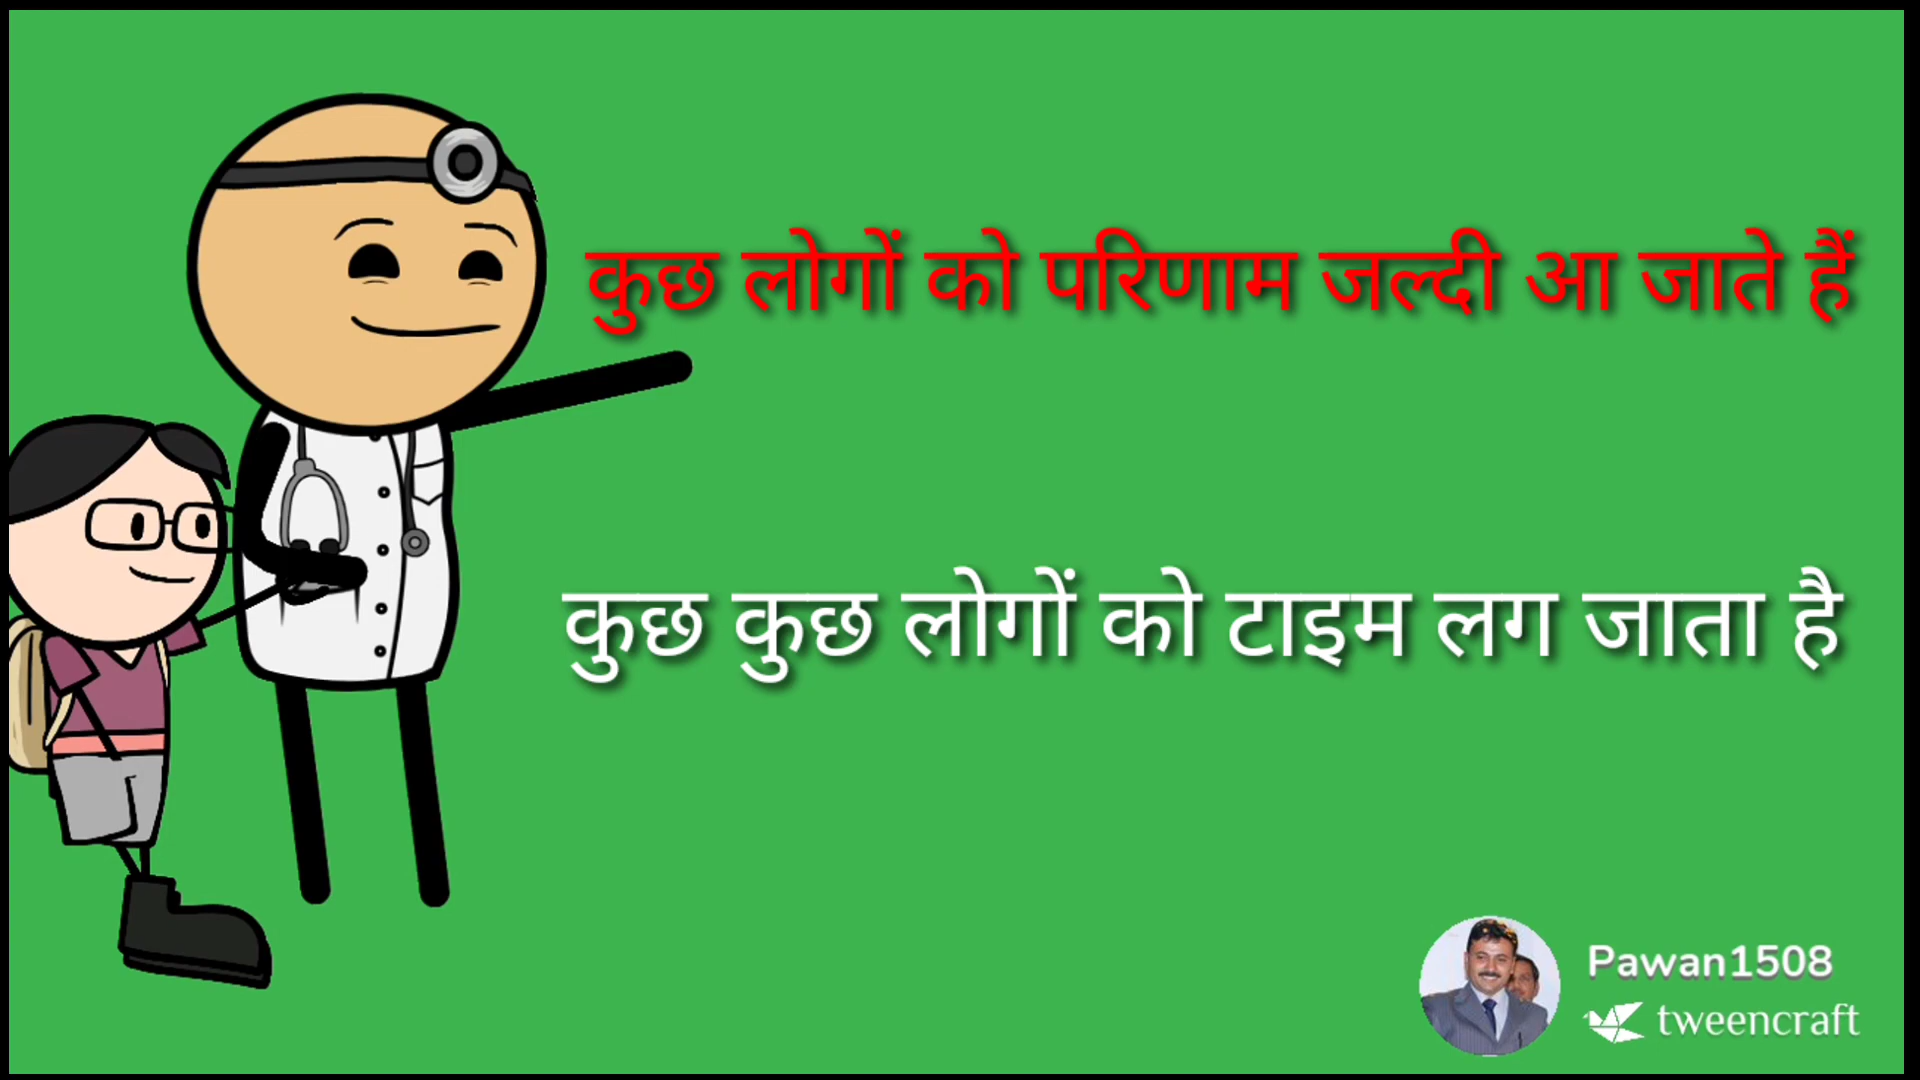 कुछ लोगों को परिणाम जल्दी आ जाते हैं
कुछ कुछ लोगों को टाइम लग जाता है
Pawan1508
tweencraft